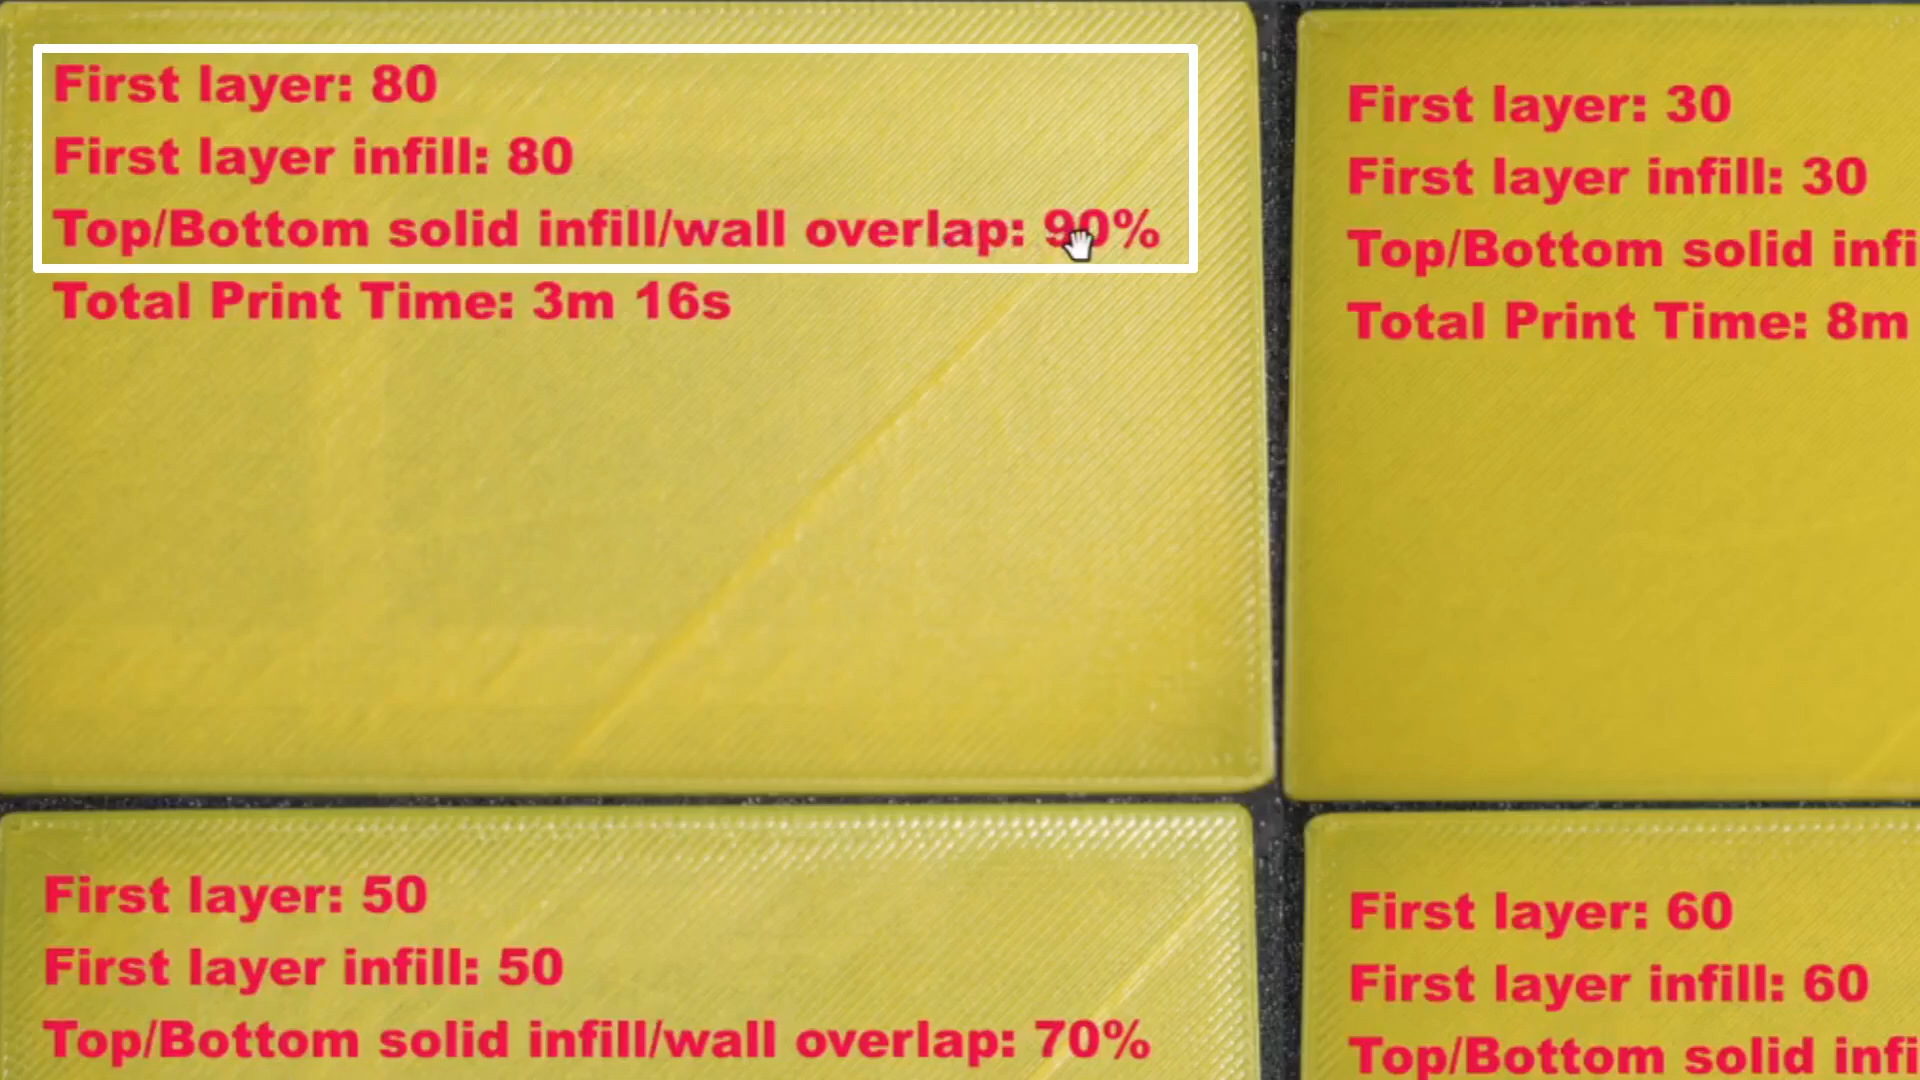 First layer: 80
First layer infill: 80
Top/Bottom solid infill/wall overlap: 90%
Total Print Time: 3m 16s
First layer: 30
First layer infill: 30
Top/Bottom solid infi
Total Print Time: 8m
First layer: 50
First layer infill: 50
Top/Bottom solid infill/wall overlap: 70%
First layer: 60
First layer infill: 60
Top/Bottom solid infi